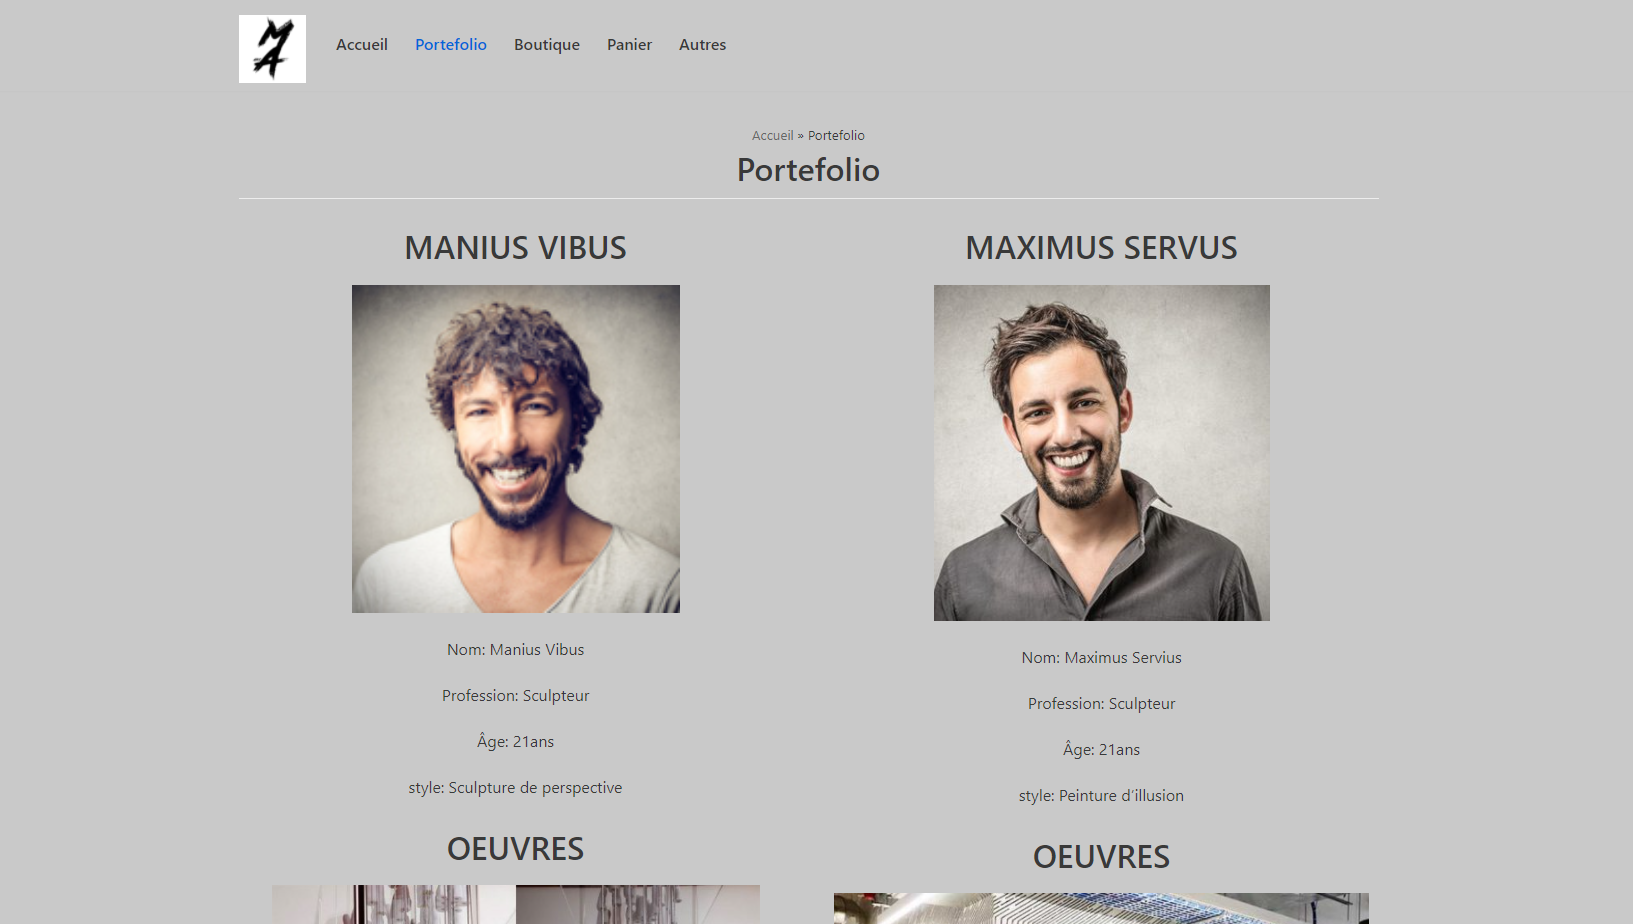 MA
Accueil Portefolio Boutique Panier Autres
Accueil » Portefolio
Portefolio
MANIUS VIBUS
Nom: Manius Vibus
Profession: Sculpteur
Âge: 21ans
style: Sculpture de perspective
OEUVRES
MAXIMUS SERVUS
Nom: Maximus Servius
Profession: Sculpteur
Âge: 21ans
style: Peinture d'illusion
OEUVRES